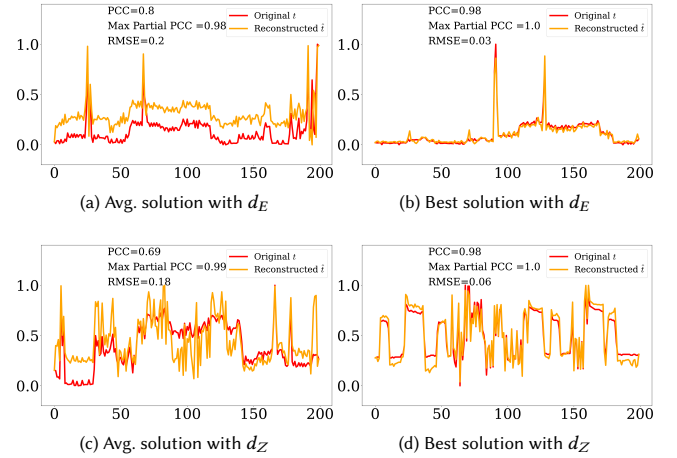 PCC=0.8
Max Partial PCC =0.98
RMSE=0.2
Original t
Reconstructed t̂
1.0
0.5
0.0
0 50 100 150 200
(a) Avg. solution with d_E
PCC=0.98
Max Partial PCC =1.0
RMSE=0.03
Original t
Reconstructed t̂
1.0
0.5
0.0
0 50 100 150 200
(b) Best solution with d_E
PCC=0.69
Max Partial PCC =0.99
RMSE=0.18
Original t
Reconstructed t̂
1.0
0.5
0.0
0 50 100 150 200
(c) Avg. solution with d_Z
PCC=0.98
Max Partial PCC =1.0
RMSE=0.06
Original t
Reconstructed t̂
1.0
0.5
0.0
0 50 100 150 200
(d) Best solution with d_Z